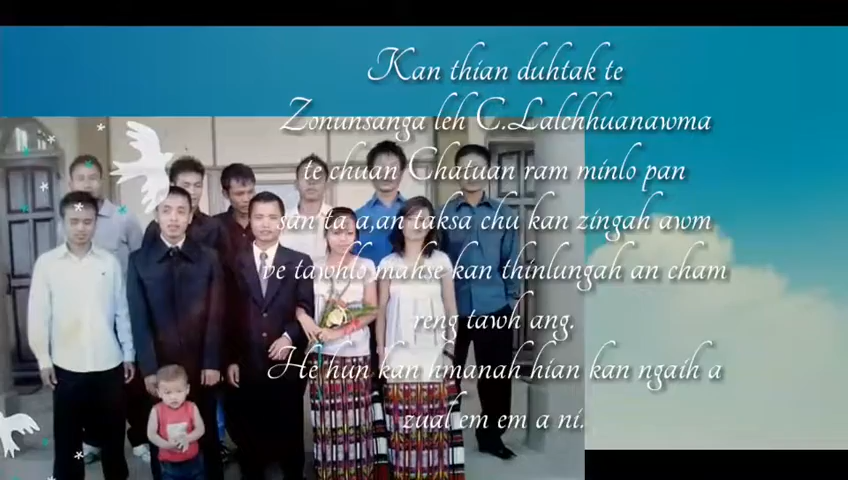 Kan thian duhtak te
Zonunsanga leh C.Lalchhuanawma
te chuan Chatuan ram minlo pan
san ta a,an taksa chu kan zingah awm
ve tawhlo mahse kan thinlungah an cham
reng tawh ang.
He hun kan hmanah hian kan ngaih a
zual em em a ni.